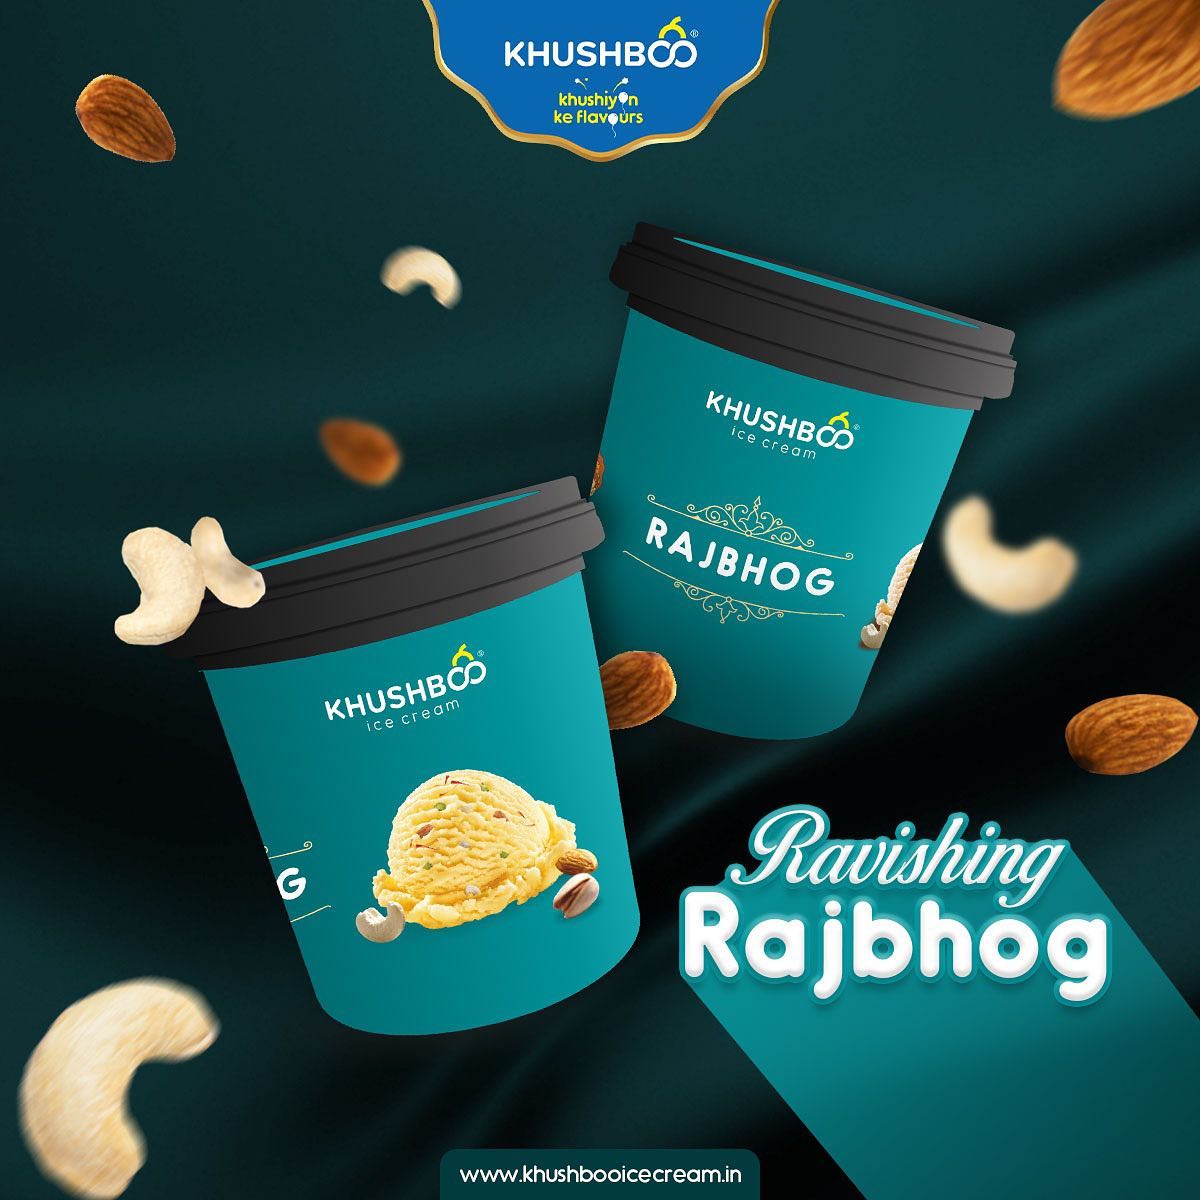 KHUSHBOO®
khushiyon
ke flavours
KHUSHBOO®
ice cream
RAJBHOG
KHUSHBOO®
ice cream
G
Ravishing
Rajbhog
www.khushbooicecream.in